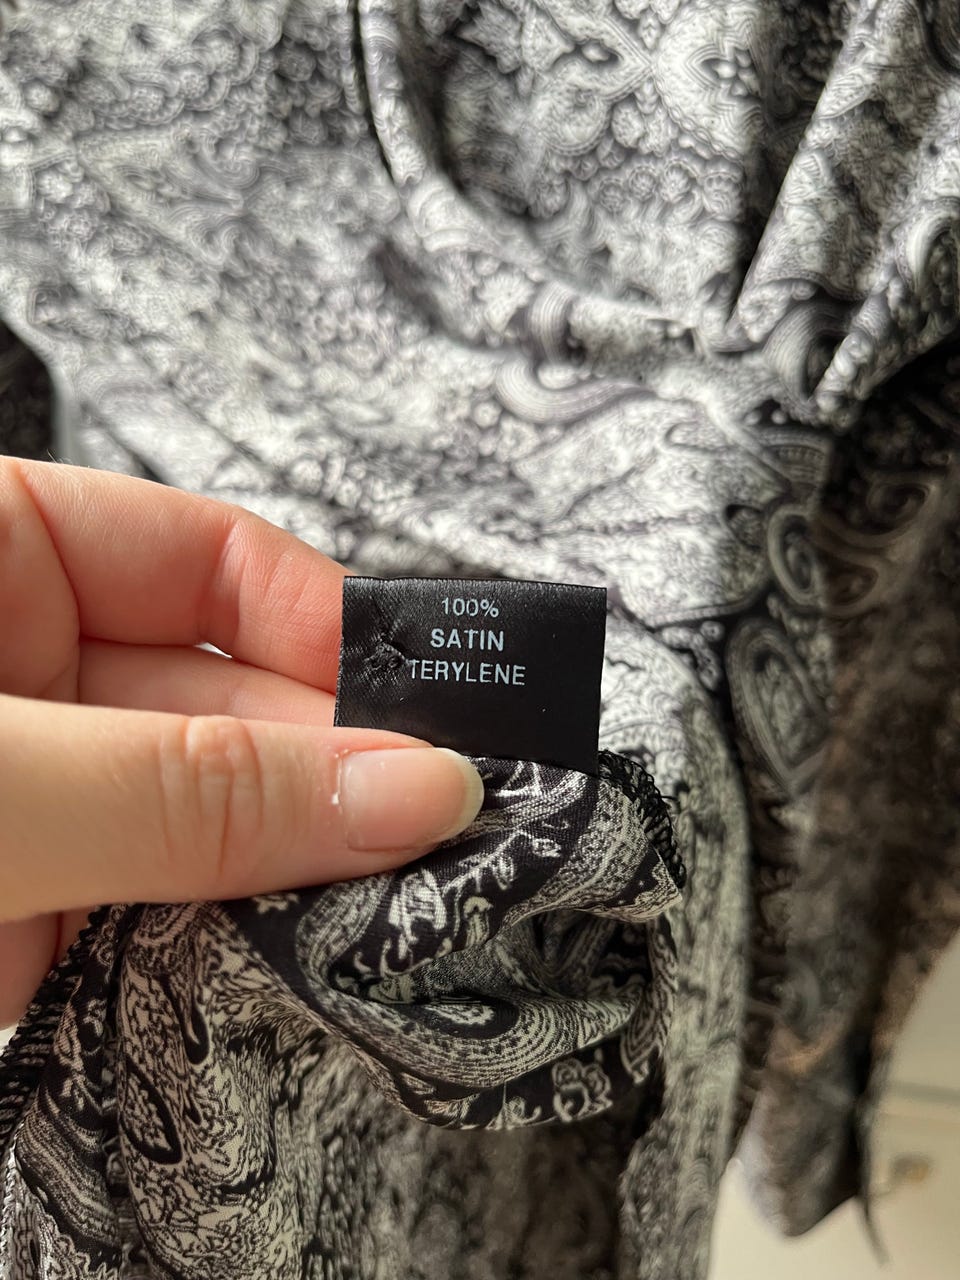 100%
SATIN
TERYLENE